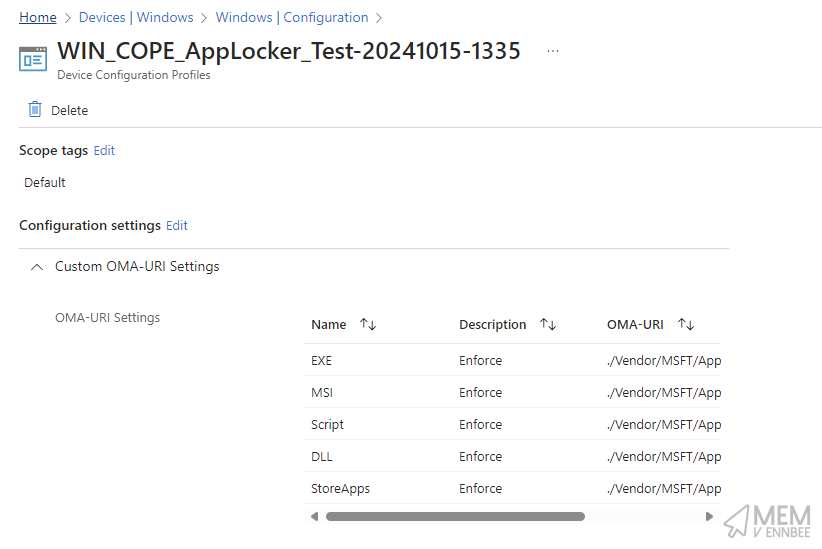 Home > Devices | Windows > Windows | Configuration >
WIN_COPE_AppLocker_Test-20241015-1335 ...
Device Configuration Profiles
Delete
Scope tags Edit
Default
Configuration settings Edit
Custom OMA-URI Settings
OMA-URI Settings
Name ↑↓ Description ↑↓ OMA-URI ↑↓
EXE Enforce ./Vendor/MSFT/App
MSI Enforce ./Vendor/MSFT/App
Script Enforce ./Vendor/MSFT/App
DLL Enforce ./Vendor/MSFT/App
StoreApps Enforce ./Vendor/MSFT/App
MEM
V ENNBEE